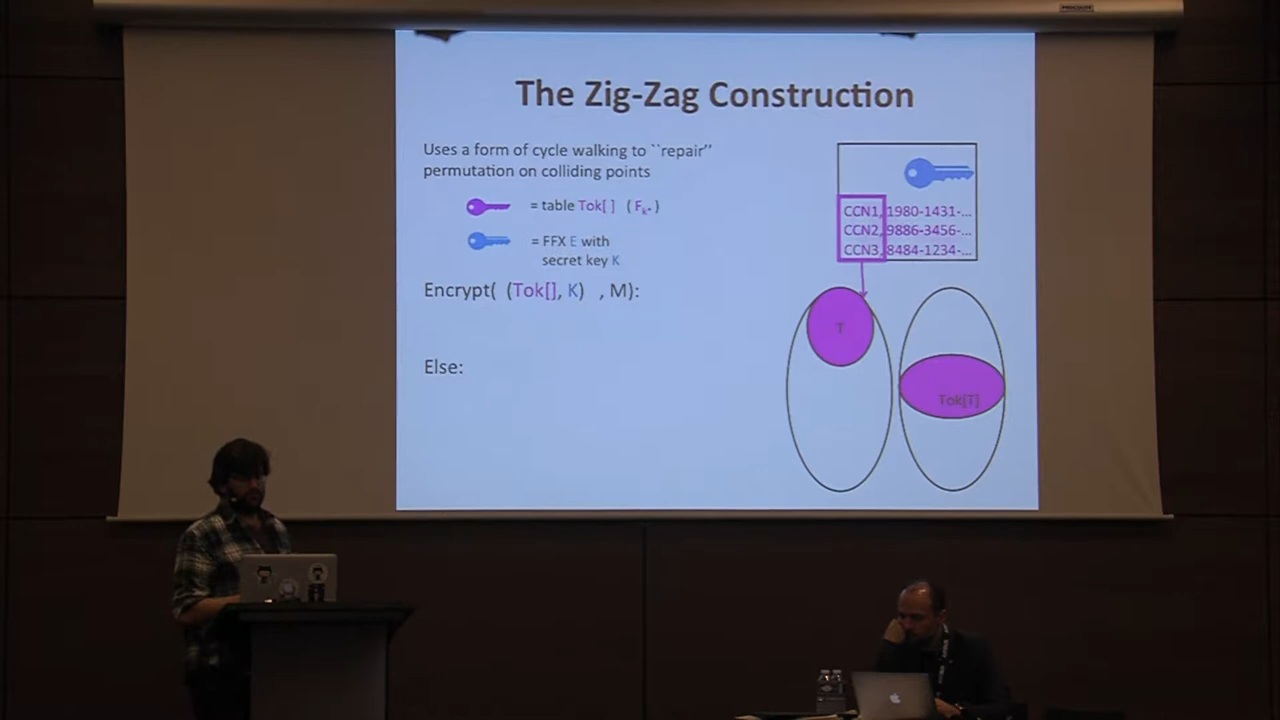 The Zig-Zag Construction
Uses a form of cycle walking to ``repair''
permutation on colliding points
= table Tok[ ] ( Fk* )
= FFX E with
secret key K
Encrypt( (Tok[], K) , M):
Else:
CCN1, 1980-1431-...
CCN2, 9886-3456-...
CCN3, 8484-1234-...
T
Tok[T]